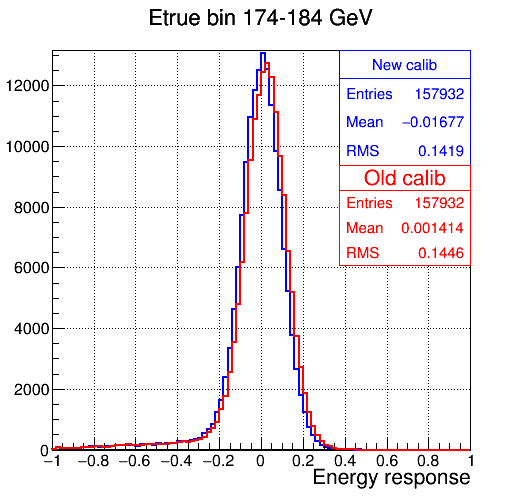 Etrue bin 174-184 GeV
New calib
Entries 157932
Mean −0.01677
RMS 0.1419
Old calib
Entries 157932
Mean 0.001414
RMS 0.1446
12000
10000
8000
6000
4000
2000
0
−1 −0.8 −0.6 −0.4 −0.2 0 0.2 0.4 0.6 0.8 1
Energy response